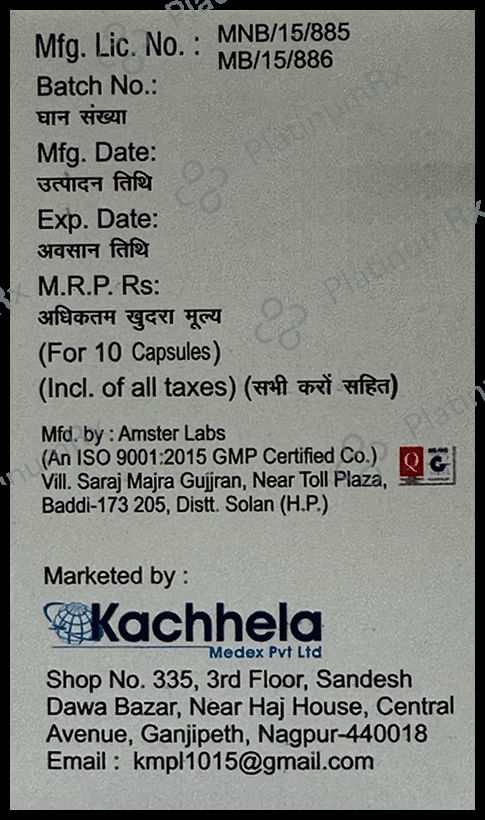 Mfg. Lic. No. : MNB/15/885
MB/15/886
Batch No.:
घान संख्या
Mfg. Date:
उत्पादन तिथि
Exp. Date:
अवसान तिथि
M.R.P. Rs:
अधिकतम खुदरा मूल्य
(For 10 Capsules)
(Incl. of all taxes) (सभी करों सहित)
Mfd. by : Amster Labs
(An ISO 9001:2015 GMP Certified Co.)
Q
Vill. Saraj Majra Gujjran, Near Toll Plaza,
Baddi-173 205, Distt. Solan (H.P.)
Marketed by :
Kachhela
Medex Pvt Ltd
Shop No. 335, 3rd Floor, Sandesh
Dawa Bazar, Near Haj House, Central
Avenue, Ganjipeth, Nagpur-440018
Email : kmpl1015@gmail.com
PlatinumRx
PlatinumRx